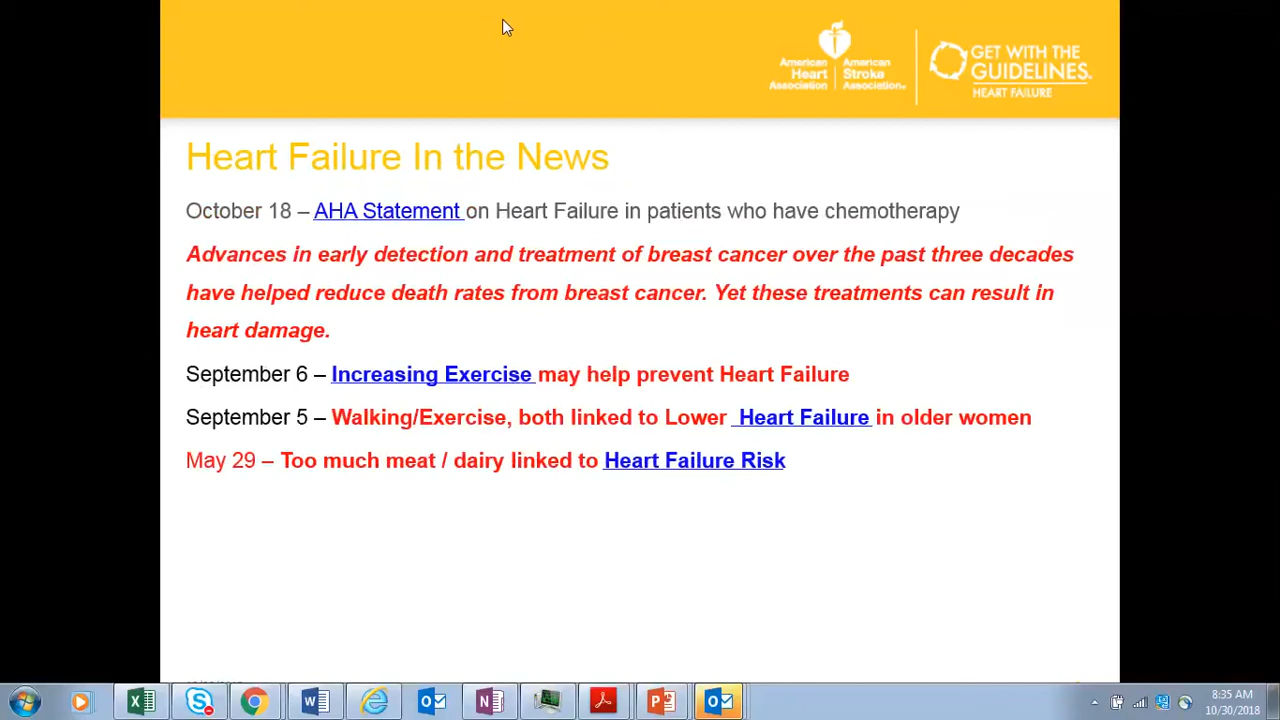 American Heart Association
American Stroke Association®
GET WITH THE
GUIDELINES®
HEART FAILURE
Heart Failure In the News
October 18 – AHA Statement on Heart Failure in patients who have chemotherapy
Advances in early detection and treatment of breast cancer over the past three decades
have helped reduce death rates from breast cancer. Yet these treatments can result in
heart damage.
September 6 – Increasing Exercise may help prevent Heart Failure
September 5 – Walking/Exercise, both linked to Lower Heart Failure in older women
May 29 – Too much meat / dairy linked to Heart Failure Risk
8:35 AM
10/30/2018